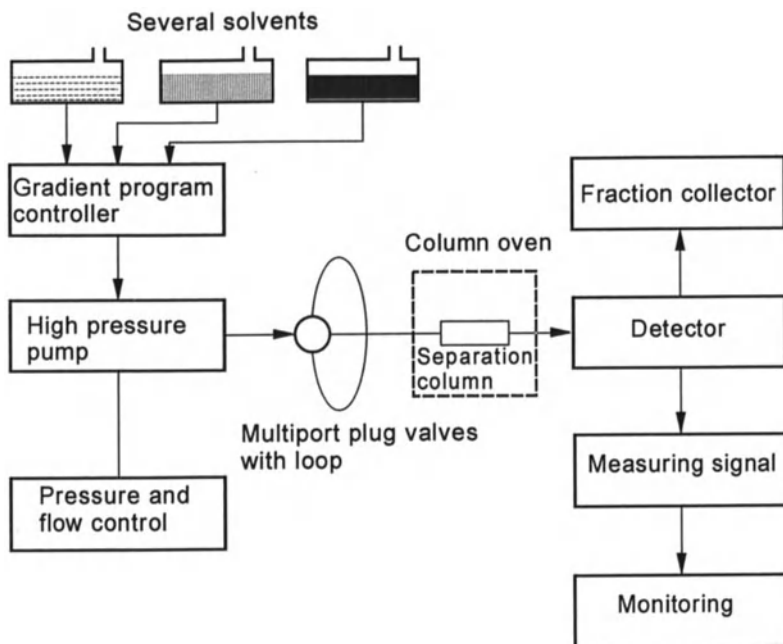 Several solvents
Gradient program
controller
High pressure
pump
Pressure and
flow control
Multiport plug valves
with loop
Column oven
Separation
column
Fraction collector
Detector
Measuring signal
Monitoring